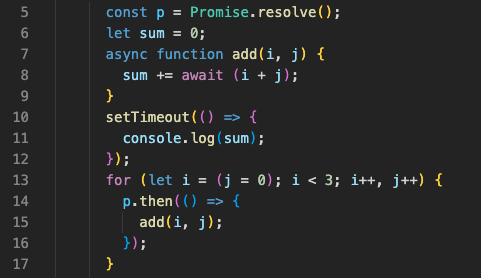 5 const p = Promise.resolve();
6 let sum = 0;
7 async function add(i, j) {
8 sum += await (i + j);
9 }
10 setTimeout(() => {
11 console.log(sum);
12 });
13 for (let i = (j = 0); i < 3; i++, j++) {
14 p.then(() => {
15 add(i, j);
16 });
17 }